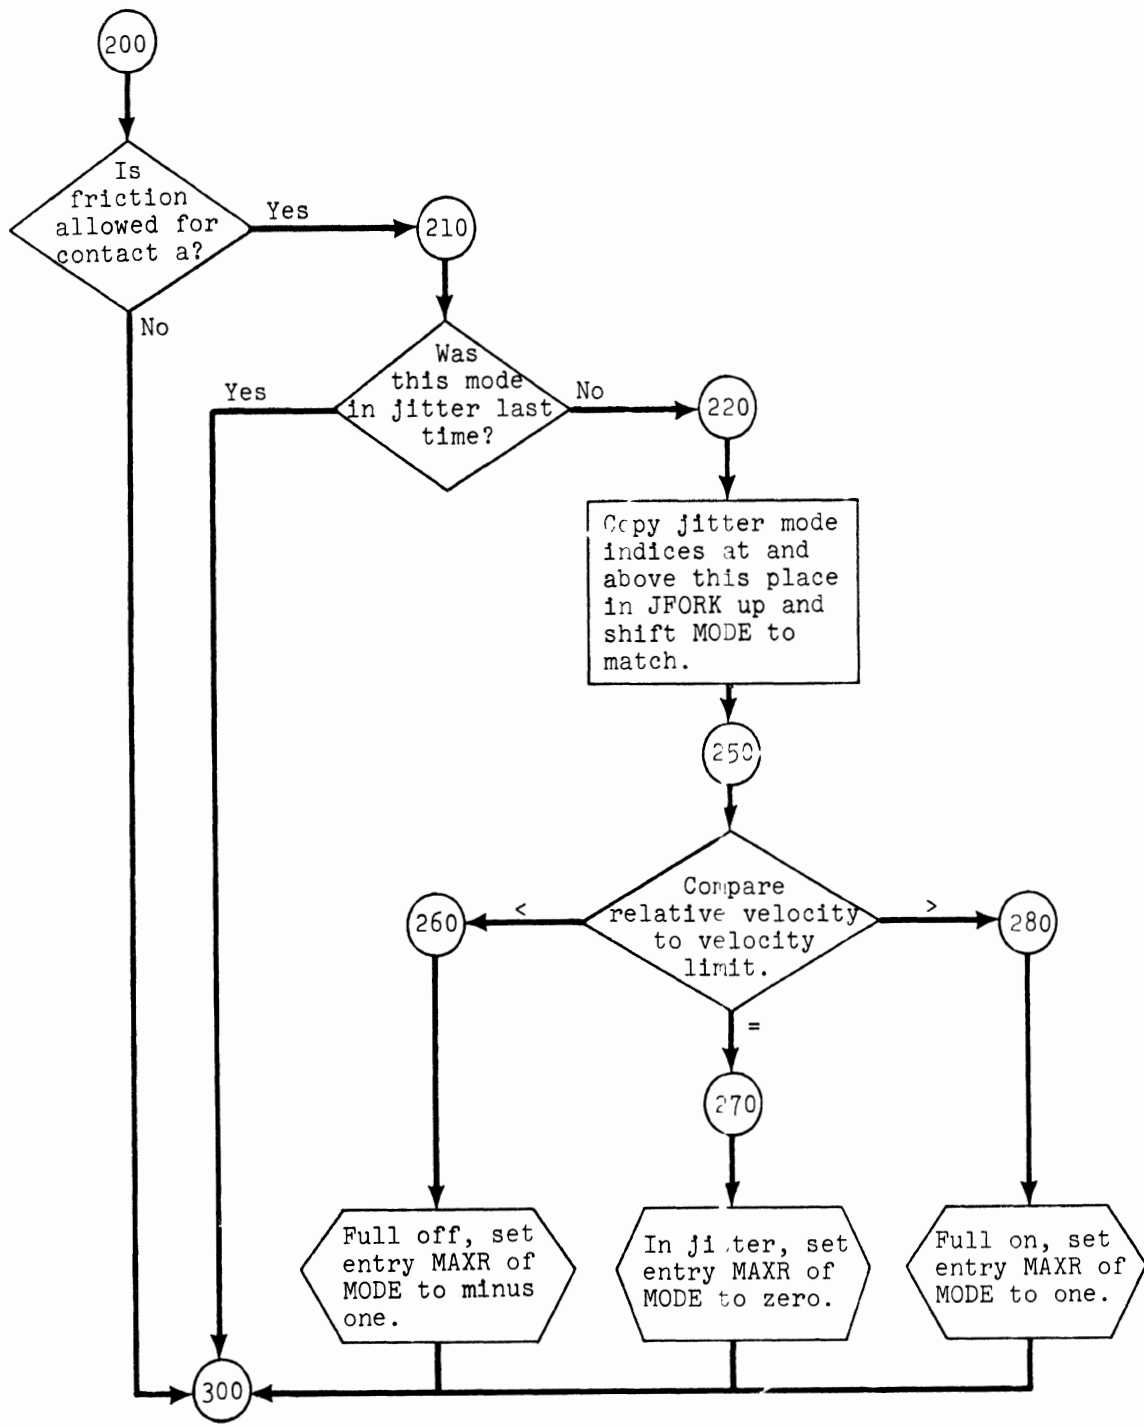 200
Is
friction
allowed for
contact a?
Yes
No
210
Was
this mode
in jitter last
time?
Yes
No
220
Copy jitter mode
indices at and
above this place
in JFORK up and
shift MODE to
match.
250
Compare
relative velocity
to velocity
limit.
<
>
=
260
270
280
Full off, set
entry MAXR of
MODE to minus
one.
In jitter, set
entry MAXR of
MODE to zero.
Full on, set
entry MAXR of
MODE to one.
300